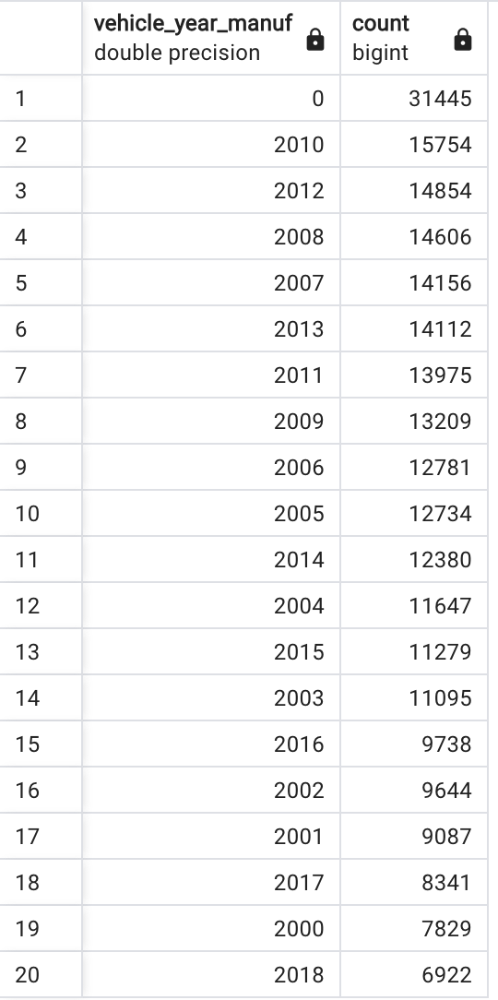 vehicle_year_manuf count
double precision bigint
1 0 31445
2 2010 15754
3 2012 14854
4 2008 14606
5 2007 14156
6 2013 14112
7 2011 13975
8 2009 13209
9 2006 12781
10 2005 12734
11 2014 12380
12 2004 11647
13 2015 11279
14 2003 11095
15 2016 9738
16 2002 9644
17 2001 9087
18 2017 8341
19 2000 7829
20 2018 6922